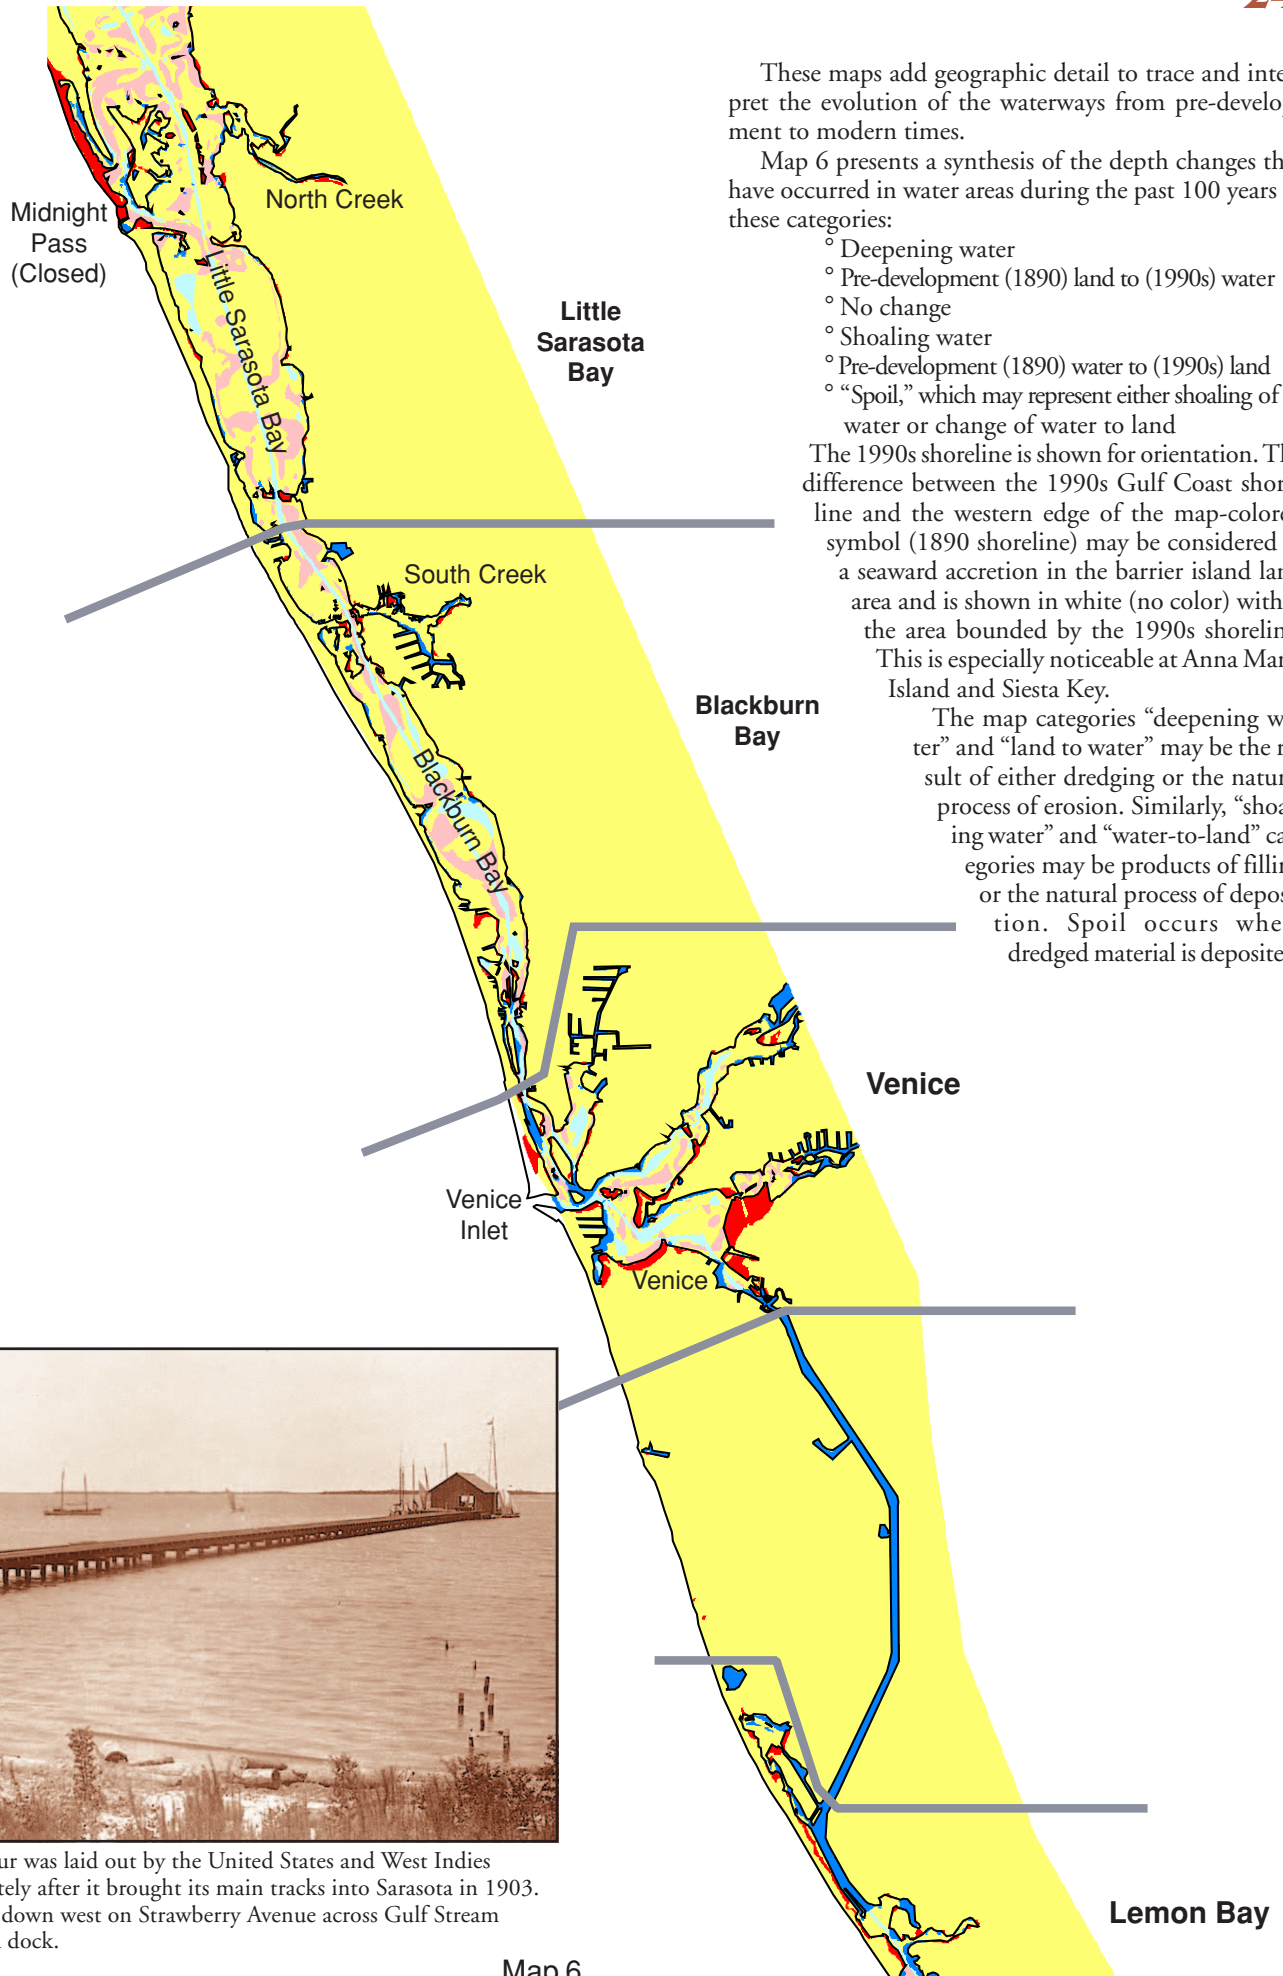 These maps add geographic detail to trace and inte
pret the evolution of the waterways from pre-develo
ment to modern times.
Map 6 presents a synthesis of the depth changes th
have occurred in water areas during the past 100 years
these categories:
° Deepening water
° Pre-development (1890) land to (1990s) water
° No change
° Shoaling water
° Pre-development (1890) water to (1990s) land
° “Spoil,” which may represent either shoaling of
water or change of water to land
The 1990s shoreline is shown for orientation. Th
difference between the 1990s Gulf Coast shor
line and the western edge of the map-colore
symbol (1890 shoreline) may be considered
a seaward accretion in the barrier island lan
area and is shown in white (no color) with
the area bounded by the 1990s shorelin
This is especially noticeable at Anna Mar
Island and Siesta Key.
The map categories “deepening w
ter” and “land to water” may be the r
sult of either dredging or the natur
process of erosion. Similarly, “shoa
ing water” and “water-to-land” ca
egories may be products of fillin
or the natural process of depos
tion. Spoil occurs whe
dredged material is deposite
North Creek
Midnight
Pass
(Closed)
Little Sarasota Bay
Little
Sarasota
Bay
South Creek
Blackburn
Bay
Blackburn Bay
Venice
Venice
Inlet
Venice
Lemon Bay
ur was laid out by the United States and West Indies
tely after it brought its main tracks into Sarasota in 1903.
down west on Strawberry Avenue across Gulf Stream
dock.
Map 6